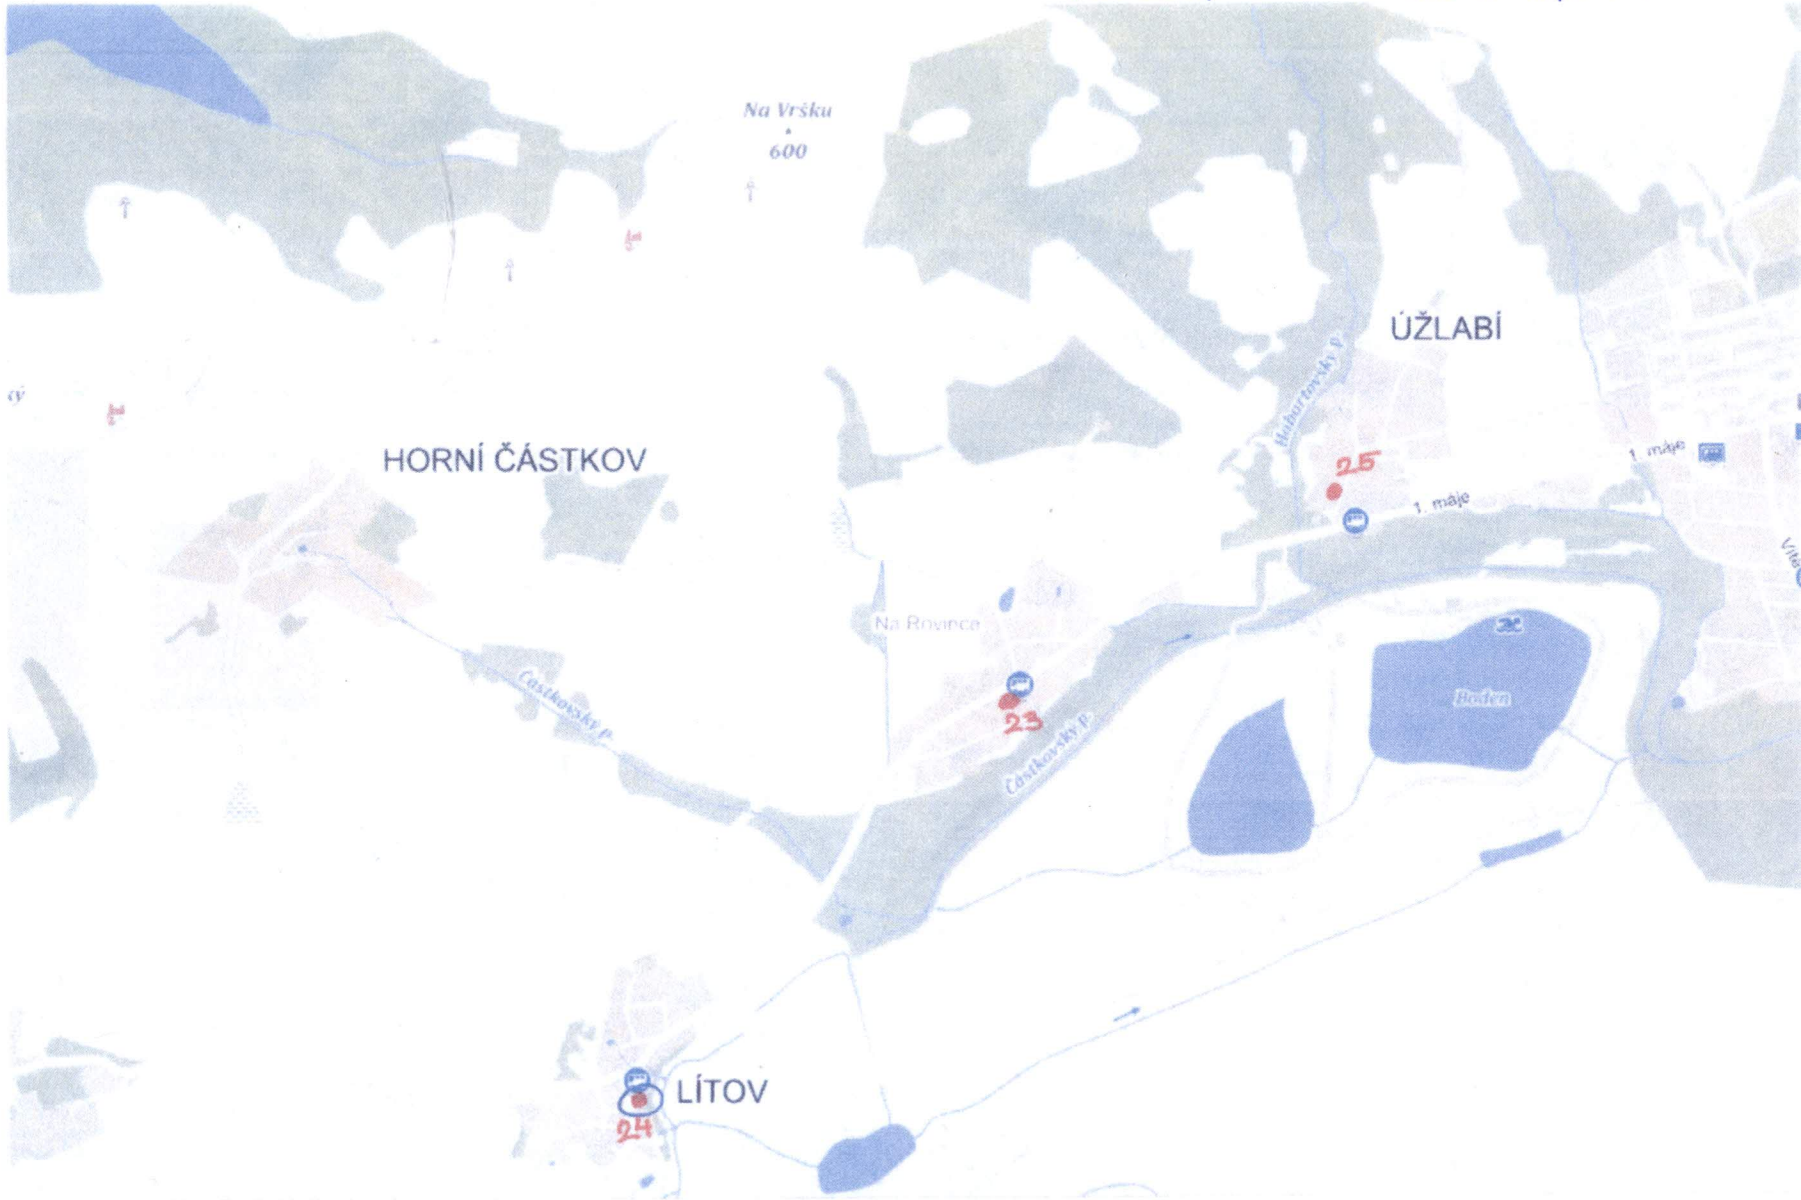 Na Vršku
600
ÚŽLABÍ
Habartovský p.
HORNÍ ČÁSTKOV
1. máje
25
1. máje
Na Rovince
Částkovský p.
Boden
23
Částkovský p.
LÍTOV
24